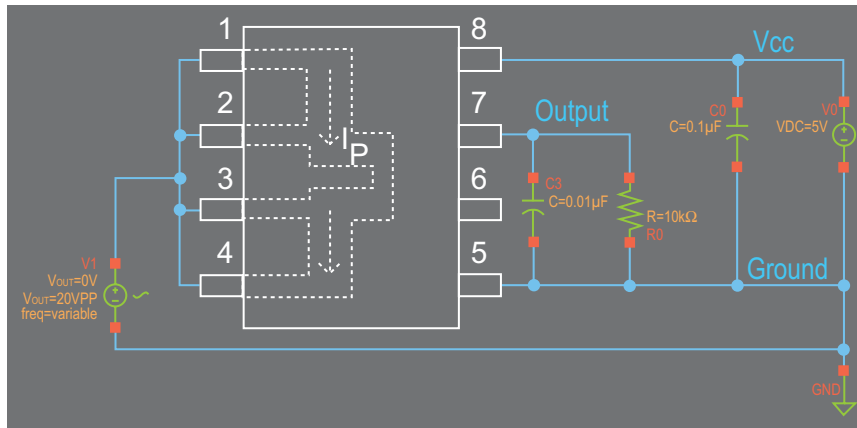 1
2
3
4
8
7
6
5
IP
Vcc
Output
Ground
C0
C=0.1µF
V0
VDC=5V
C3
C=0.01µF
R=10kΩ
R0
V1
VOUT=0V
VOUT=20VPP
freq=variable
GND